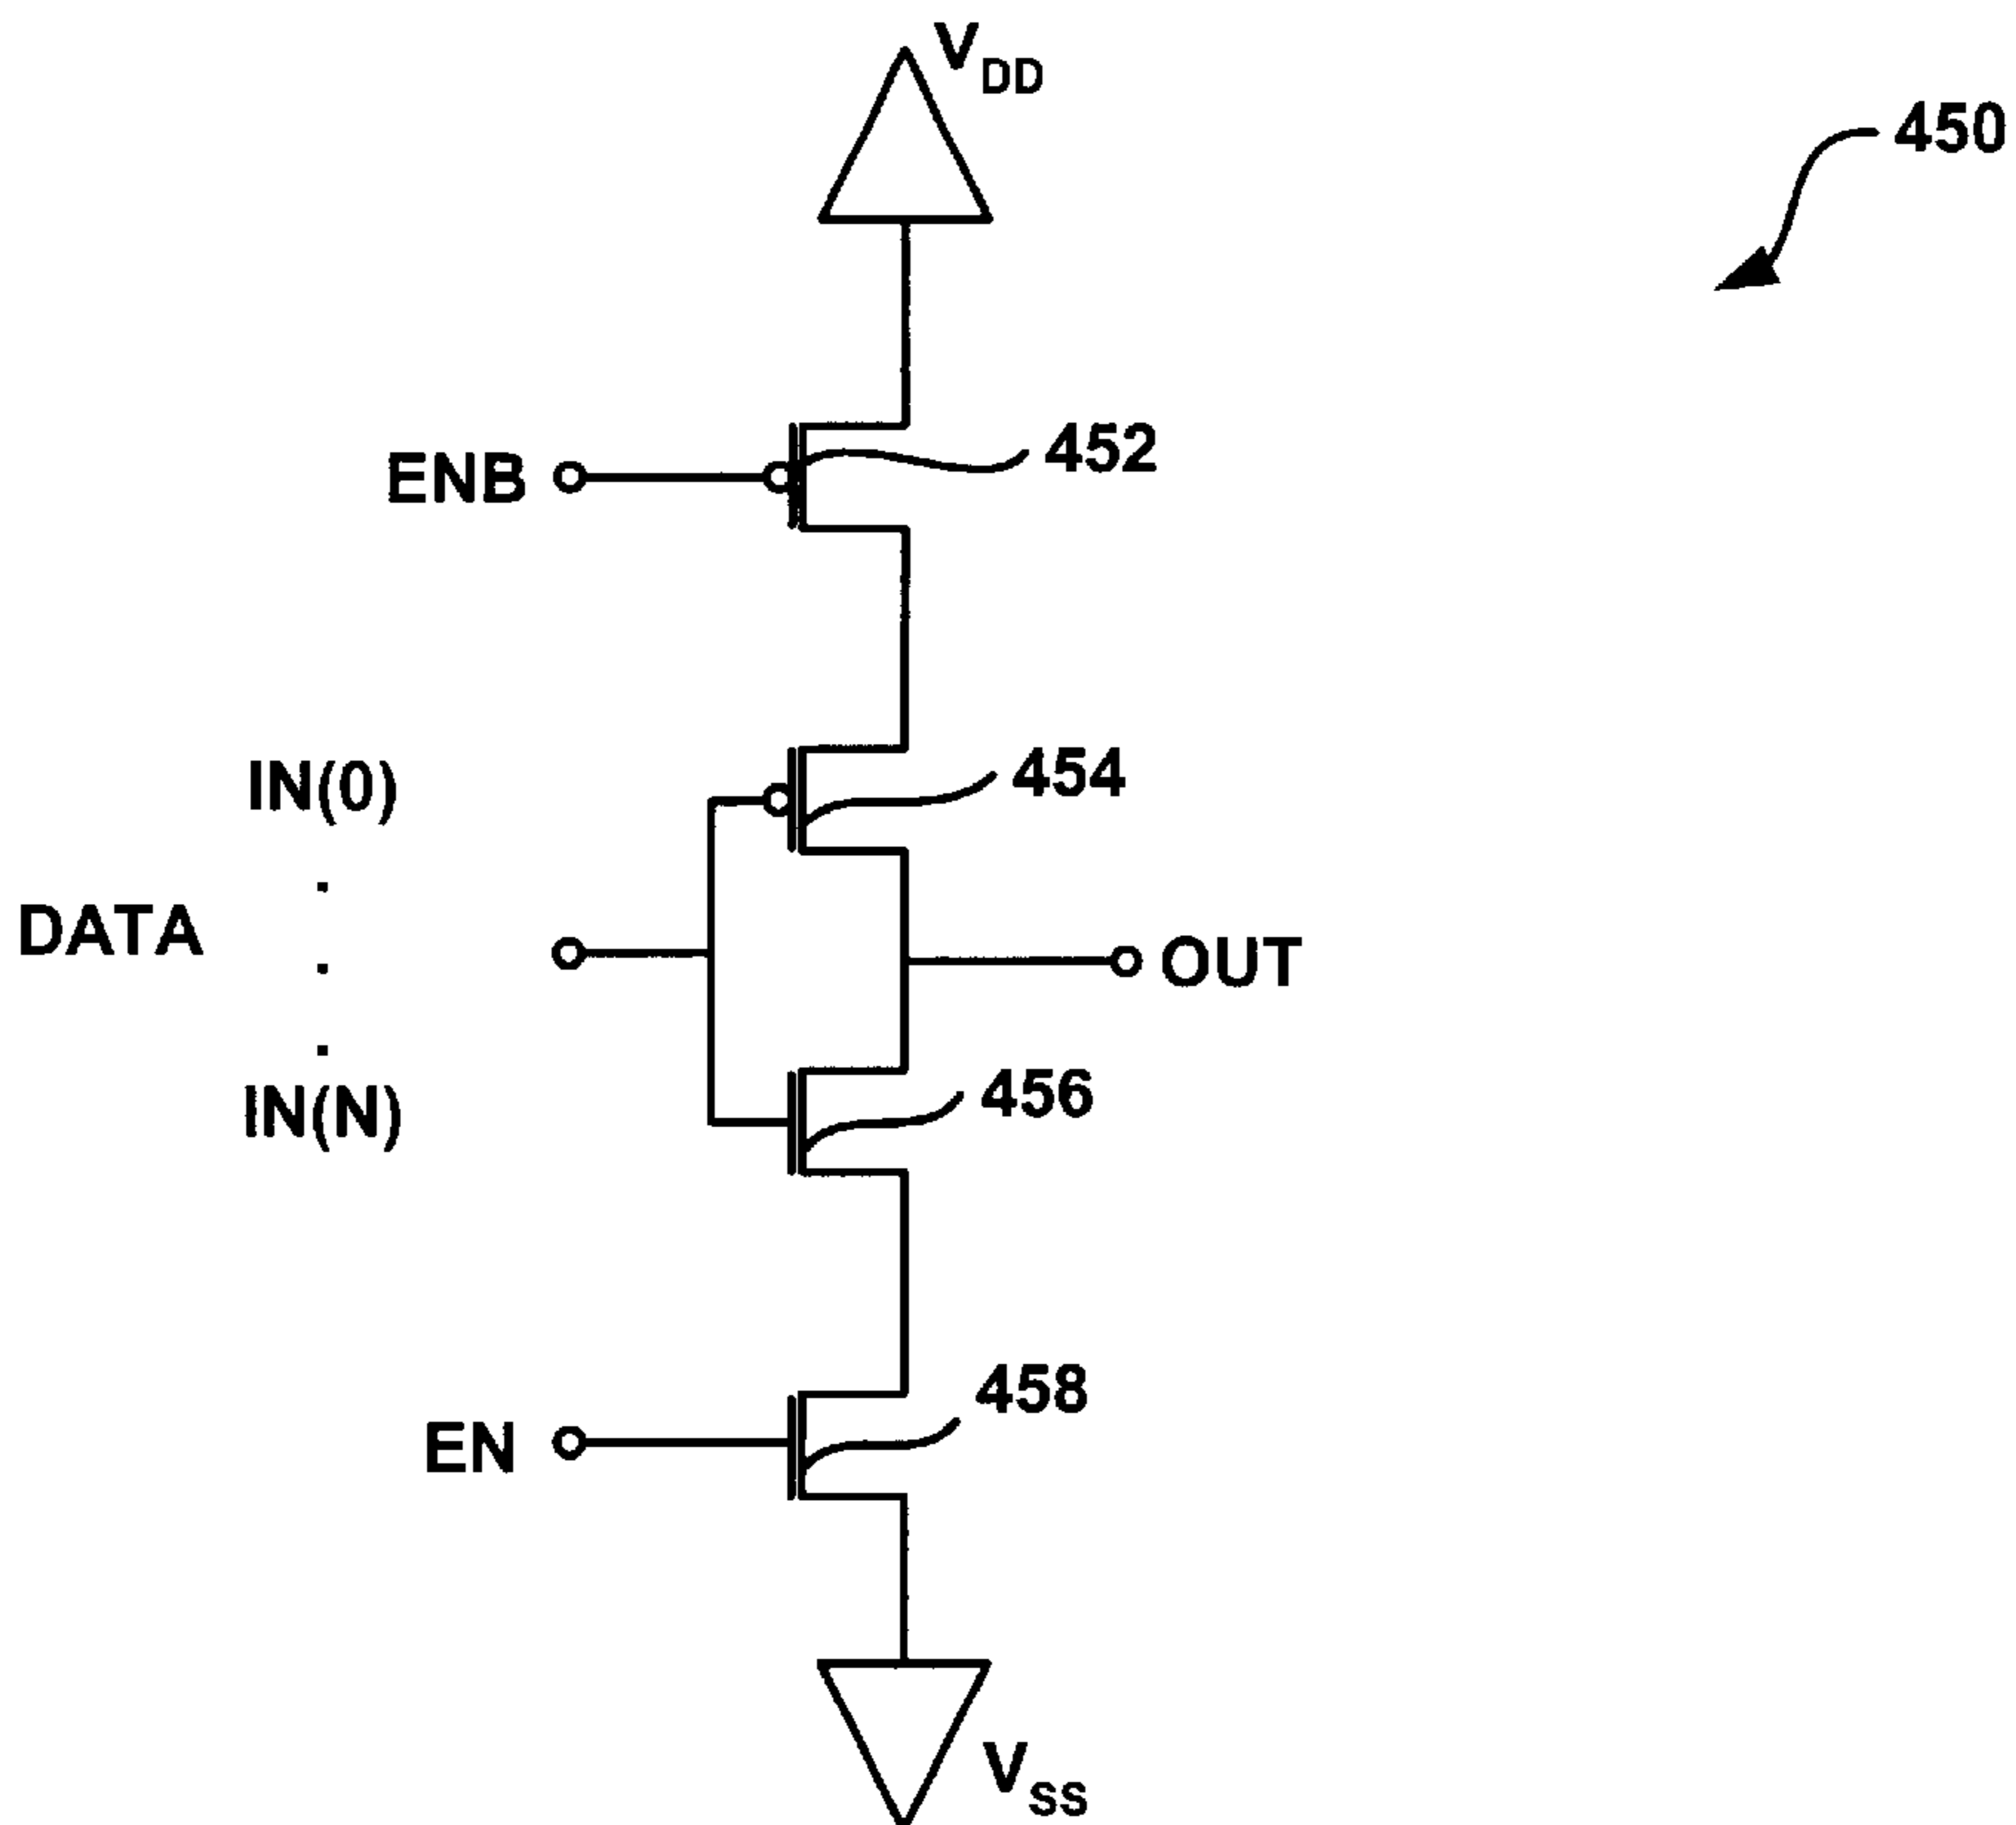 VDD
450
ENB
452
IN(0)
454
DATA
OUT
456
IN(N)
458
EN
VSS